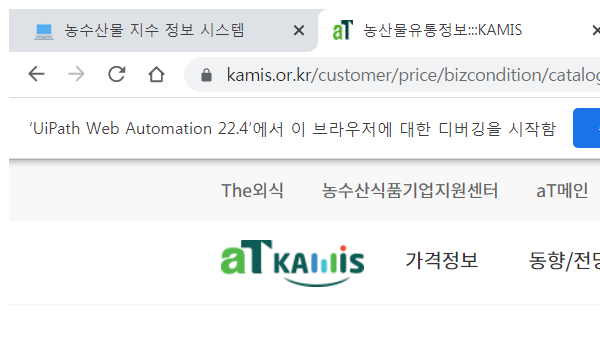 농수산물 지수 정보 시스템
농산물유통정보:::KAMIS
kamis.or.kr/customer/price/bizcondition/catalog
'UiPath Web Automation 22.4'에서 이 브라우저에 대한 디버깅을 시작함
The외식 농수산식품기업지원센터 aT메인
aT KAMIS 가격정보 동향/전망